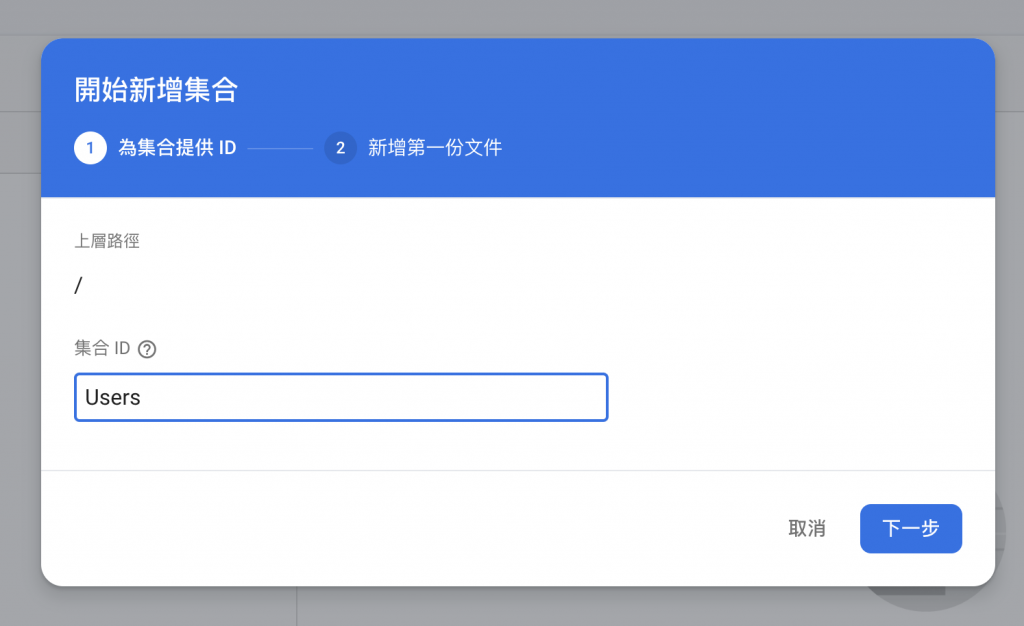 開始新增集合
1 為集合提供 ID 2 新增第一份文件
上層路徑
/
集合 ID ?
Users
取消 下一步